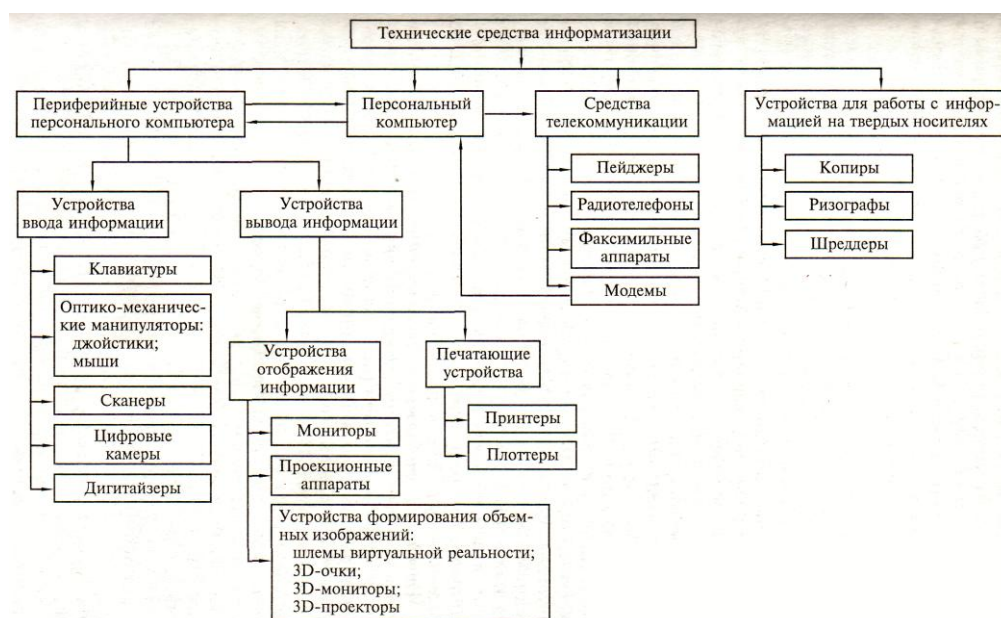 Технические средства информатизации
Периферийные устройства
персонального компьютера
Персональный
компьютер
Средства
телекоммуникации
Устройства для работы с инфор-
мацией на твердых носителях
Пейджеры
Радиотелефоны
Факсимильные
аппараты
Модемы
Копиры
Ризографы
Шреддеры
Устройства
ввода информации
Устройства
вывода информации
Клавиатуры
Оптико-механичес-
кие манипуляторы:
джойстики;
мыши
Сканеры
Цифровые
камеры
Дигитайзеры
Устройства
отображения
информации
Печатающие
устройства
Мониторы
Проекционные
аппараты
Устройства формирования объем-
ных изображений:
шлемы виртуальной реальности;
3D-очки;
3D-мониторы;
3D-проекторы
Принтеры
Плоттеры